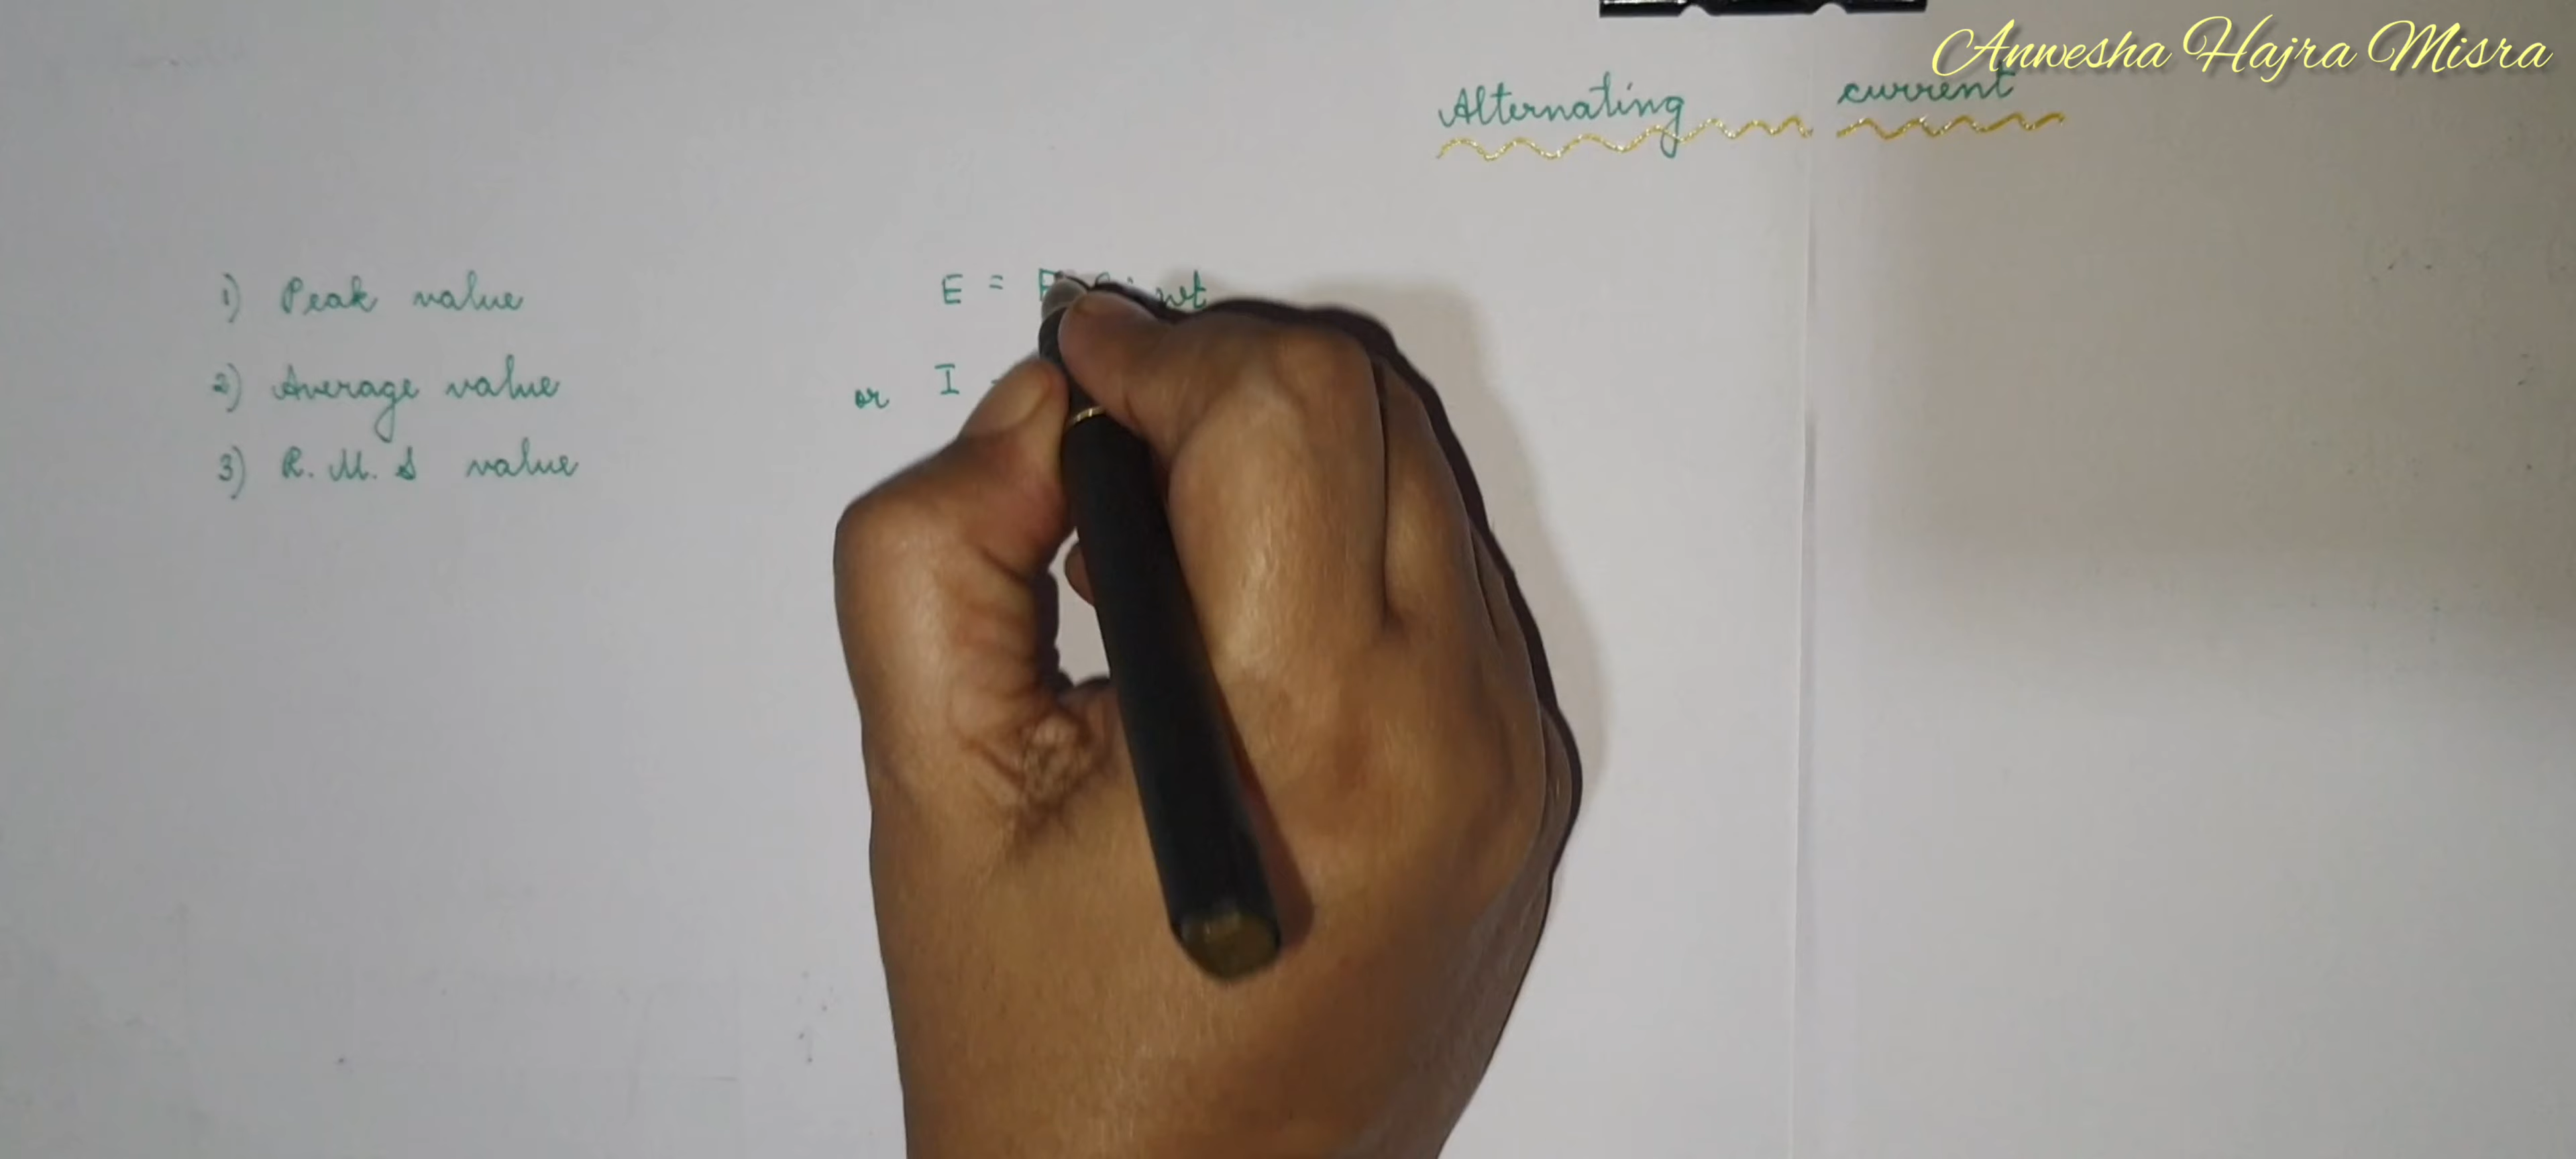 Anwesha Hajra Misra
Alternating current
1) Peak value
2) Average value
3) R.M.S value
E =
or I